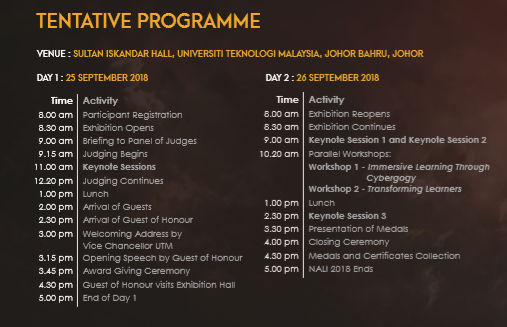 TENTATIVE PROGRAMME
VENUE : SULTAN ISKANDAR HALL, UNIVERSITI TEKNOLOGI MALAYSIA, JOHOR BAHRU, JOHOR
DAY 1 : 25 SEPTEMBER 2018
Time Activity
8.00 am Participant Registration
8.30 am Exhibition Opens
9.00 am Briefing to Panel of Judges
9.15 am Judging Begins
11.00 am Keynote Sessions
12.20 pm Judging Continues
1.00 pm Lunch
2.00 pm Arrival of Guests
2.30 pm Arrival of Guest of Honour
3.00 pm Welcoming Address by
Vice Chancellor UTM
3.15 pm Opening Speech by Guest of Honour
3.45 pm Award Giving Ceremony
4.30 pm Guest of Honour visits Exhibition Hall
5.00 pm End of Day 1
DAY 2 : 26 SEPTEMBER 2018
Time Activity
8.00 am Exhibition Reopens
8.30 am Exhibition Continues
9.00 am Keynote Session 1 and Keynote Session 2
10.20 am Parallel Workshops:
Workshop 1 - Immersive Learning Through
Cybergogy
Workshop 2 - Transforming Learners
1.00 pm Lunch
2.30 pm Keynote Session 3
3.30 pm Presentation of Medals
4.00 pm Closing Ceremony
4.30 pm Medals and Certificates Collection
5.00 pm NALI 2018 Ends